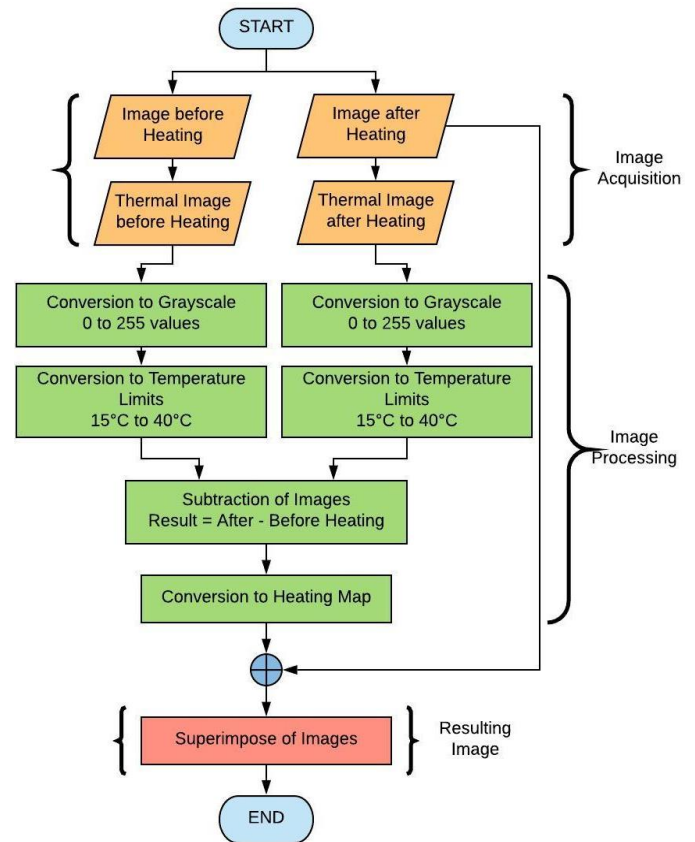 START
Image before
Heating
Image after
Heating
Image
Acquisition
Thermal Image
before Heating
Thermal Image
after Heating
Conversion to Grayscale
0 to 255 values
Conversion to Grayscale
0 to 255 values
Conversion to Temperature
Limits
15°C to 40°C
Conversion to Temperature
Limits
15°C to 40°C
Image
Processing
Subtraction of Images
Result = After - Before Heating
Conversion to Heating Map
Superimpose of Images
Resulting
Image
END